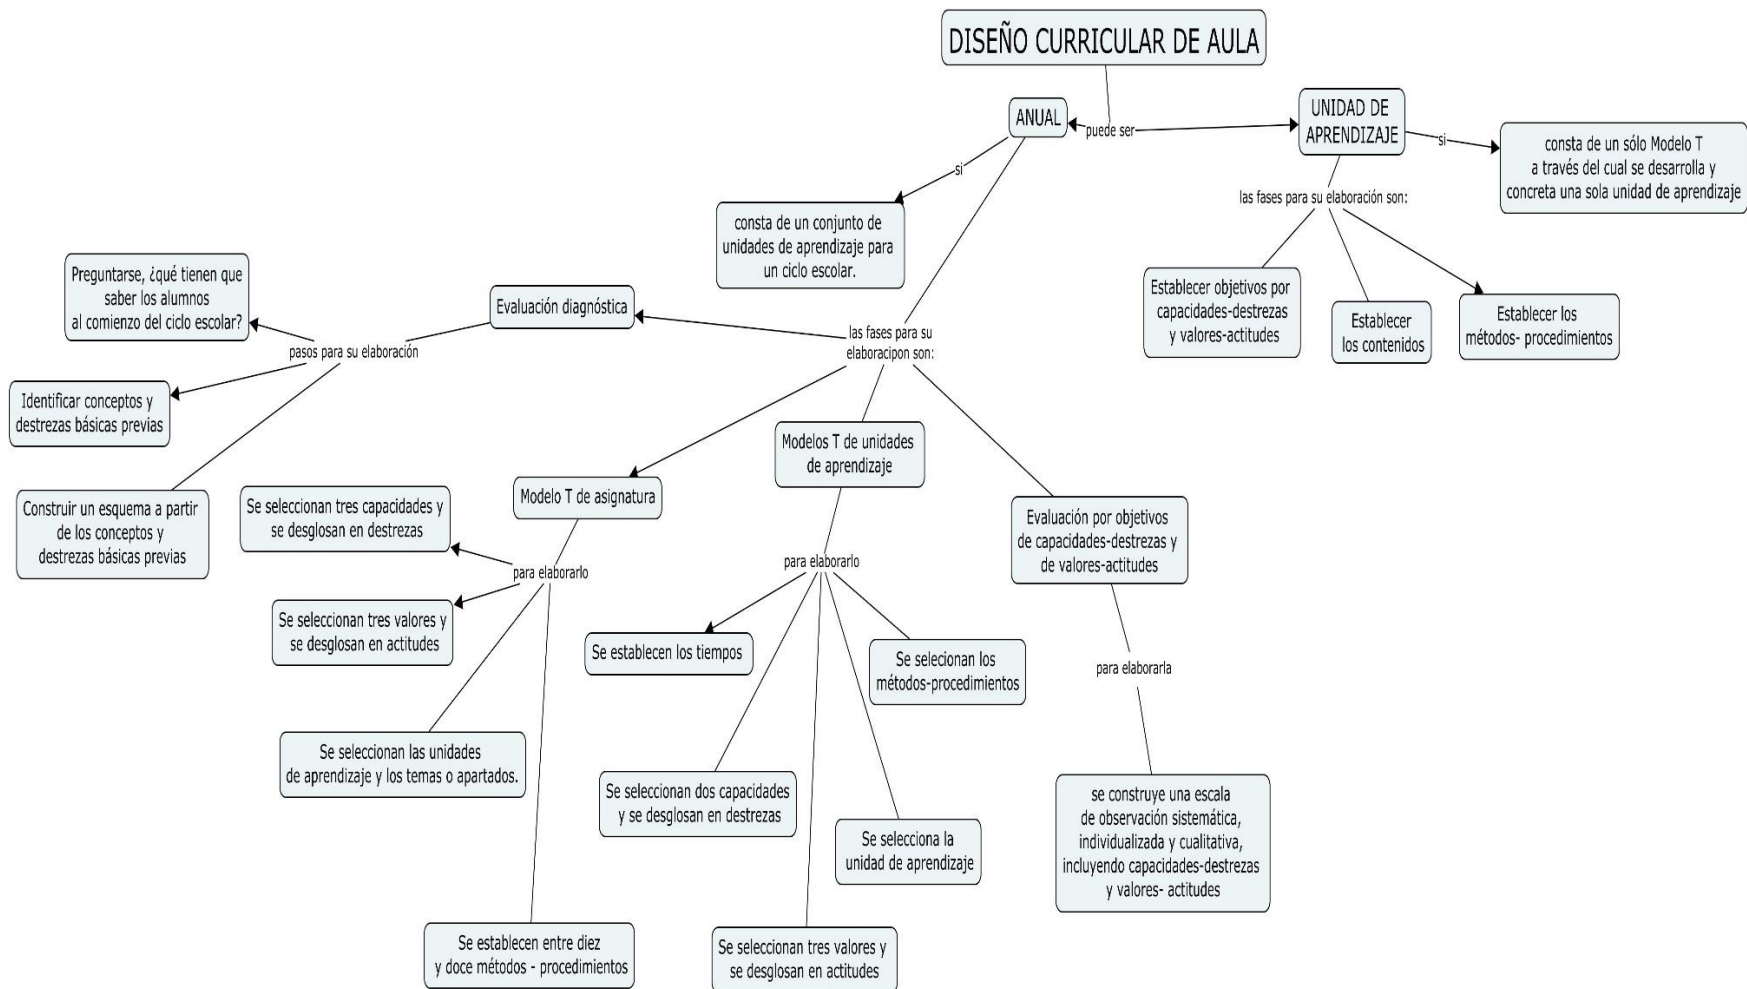 DISEÑO CURRICULAR DE AULA
ANUAL
puede ser
UNIDAD DE
APRENDIZAJE
si
consta de un sólo Modelo T
a través del cual se desarrolla y
concreta una sola unidad de aprendizaje
si
consta de un conjunto de
unidades de aprendizaje para
un ciclo escolar.
las fases para su elaboración son:
Establecer objetivos por
capacidades-destrezas
y valores-actitudes
Establecer
los contenidos
Establecer los
métodos- procedimientos
las fases para su
elaboracipon son:
Evaluación diagnóstica
pasos para su elaboración
Preguntarse, ¿qué tienen que
saber los alumnos
al comienzo del ciclo escolar?
Identificar conceptos y
destrezas básicas previas
Construir un esquema a partir
de los conceptos y
destrezas básicas previas
Modelo T de asignatura
para elaborarlo
Se seleccionan tres capacidades y
se desglosan en destrezas
Se seleccionan tres valores y
se desglosan en actitudes
Se seleccionan las unidades
de aprendizaje y los temas o apartados.
Se establecen entre diez
y doce métodos - procedimientos
Modelos T de unidades
de aprendizaje
para elaborarlo
Se establecen los tiempos
Se seleccionan dos capacidades
y se desglosan en destrezas
Se seleccionan tres valores y
se desglosan en actitudes
Se selecciona la
unidad de aprendizaje
Se selecionan los
métodos-procedimientos
Evaluación por objetivos
de capacidades-destrezas y
de valores-actitudes
para elaborarla
se construye una escala
de observación sistemática,
individualizada y cualitativa,
incluyendo capacidades-destrezas
y valores- actitudes